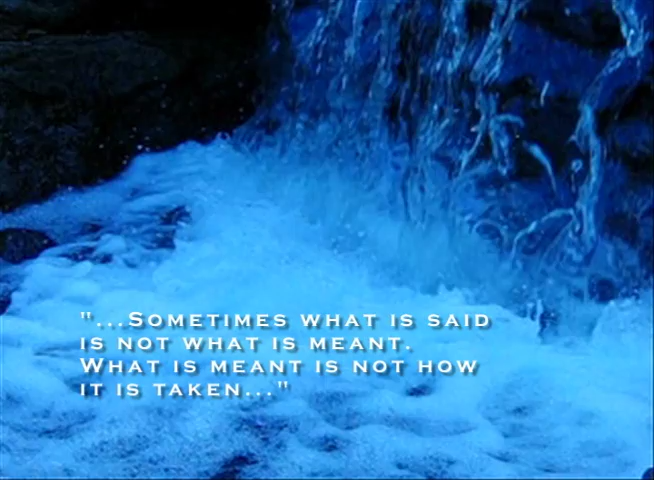 "...Sometimes what is said
is not what is meant.
What is meant is not how
it is taken..."